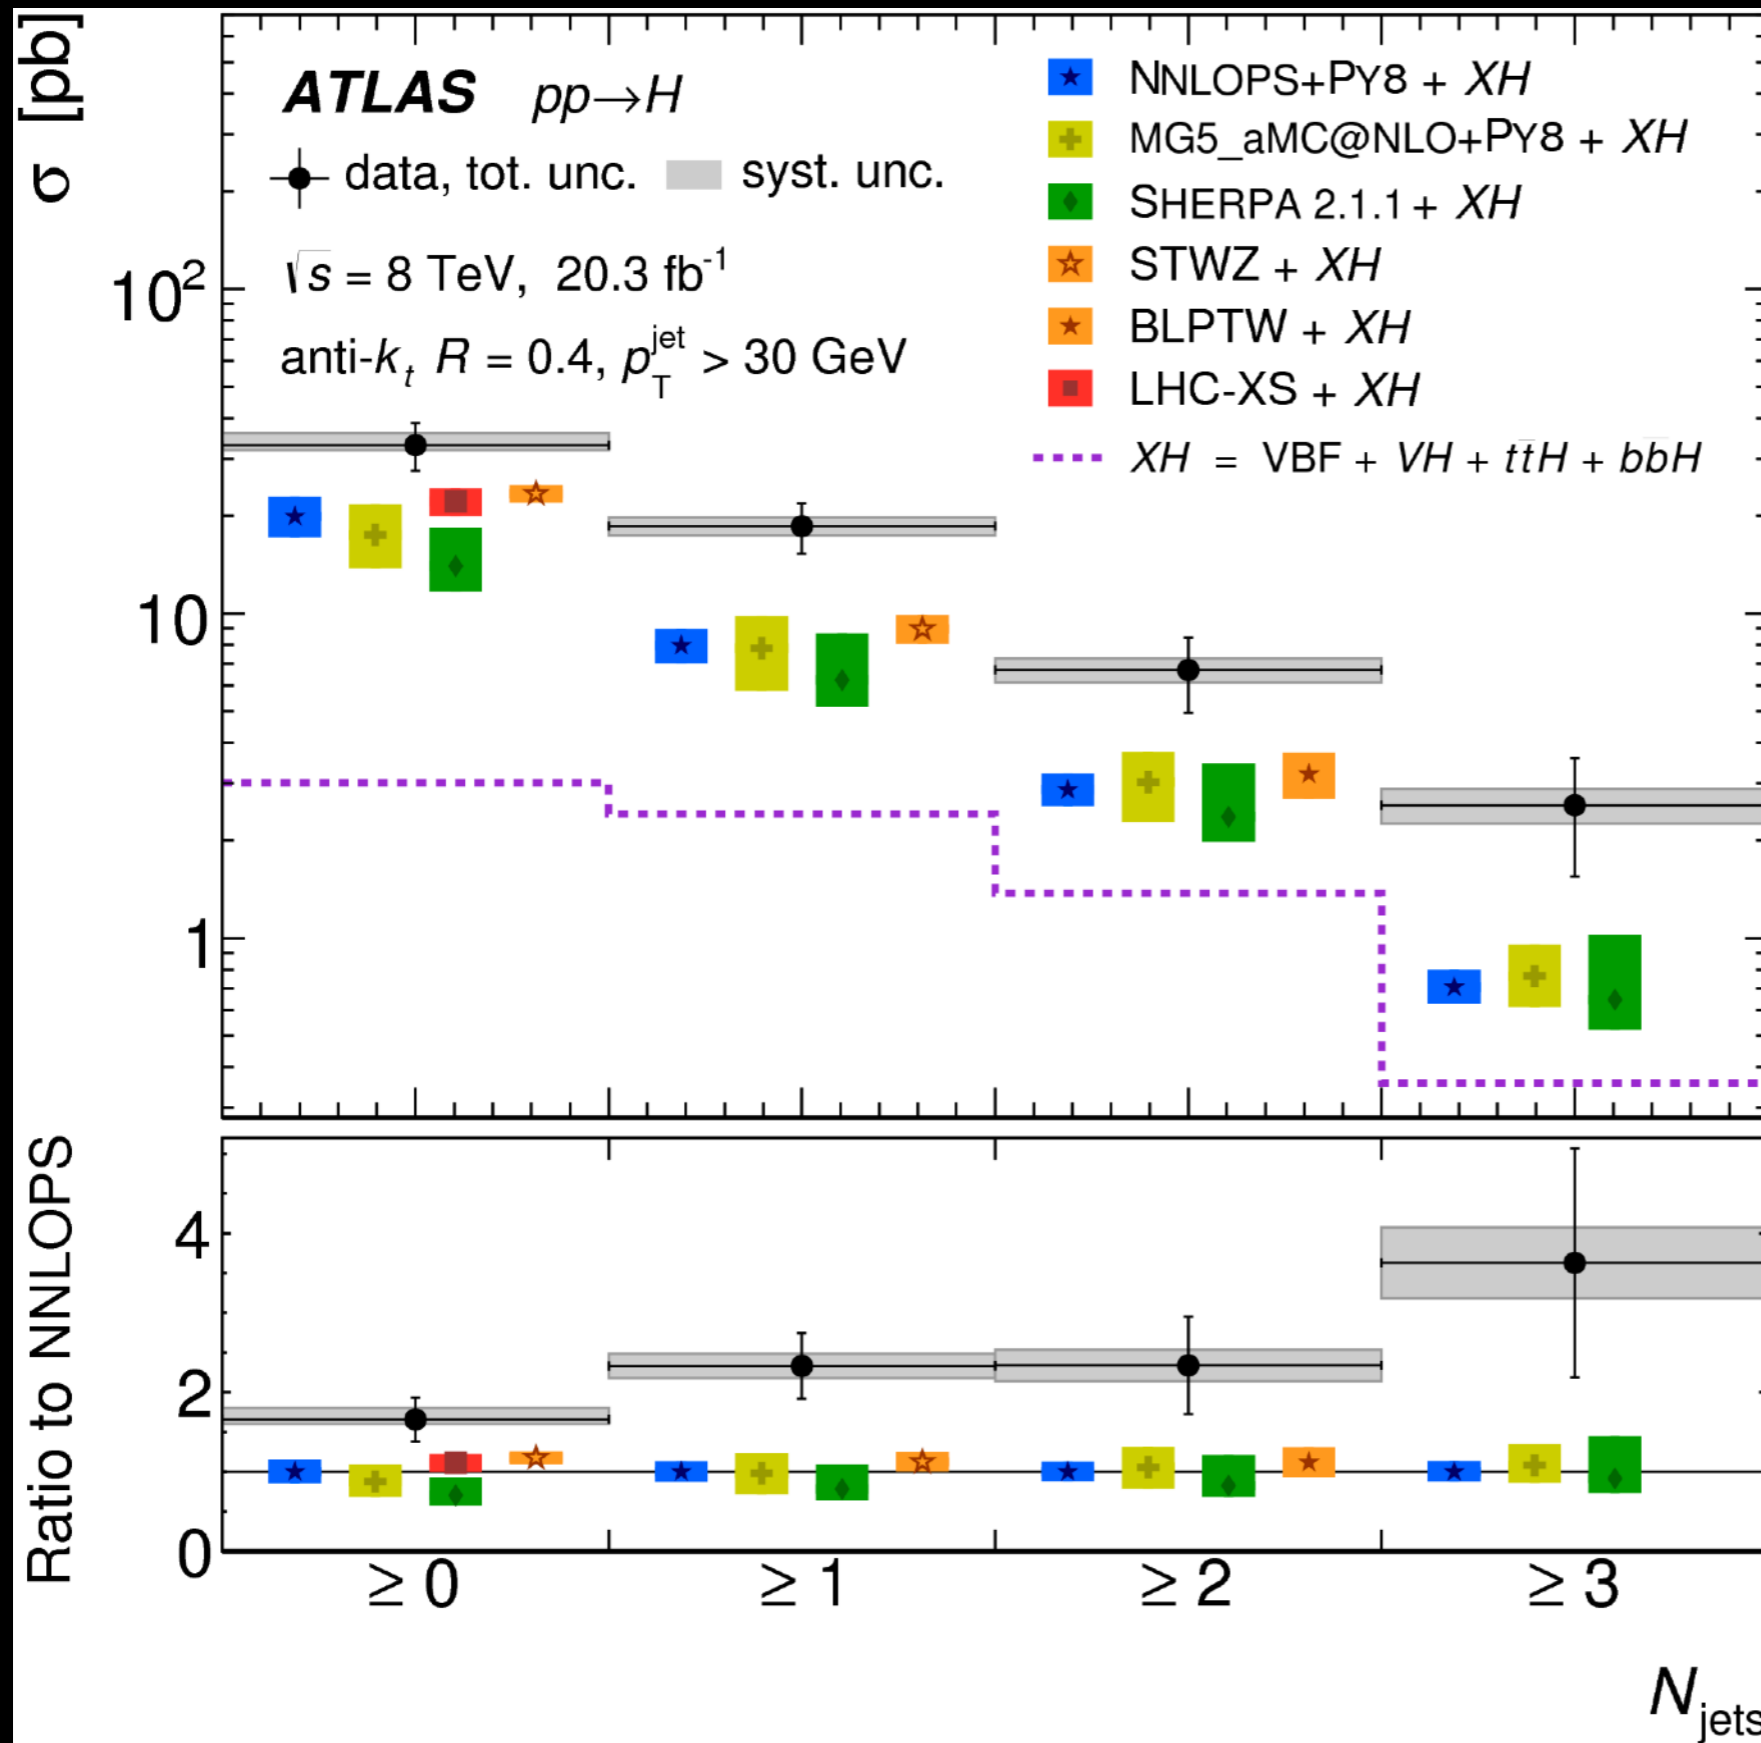 σ [pb]
ATLAS pp→H
data, tot. unc. syst. unc.
√s = 8 TeV, 20.3 fb⁻¹
anti-kₜ R = 0.4, p_T^jet > 30 GeV
NNLOPS+PY8 + XH
MG5_aMC@NLO+PY8 + XH
SHERPA 2.1.1 + XH
STWZ + XH
BLPTW + XH
LHC-XS + XH
XH = VBF + VH + tt̄H + bb̄H
10²
10
1
Ratio to NNLOPS
4
2
0
≥ 0 ≥ 1 ≥ 2 ≥ 3
N_jets